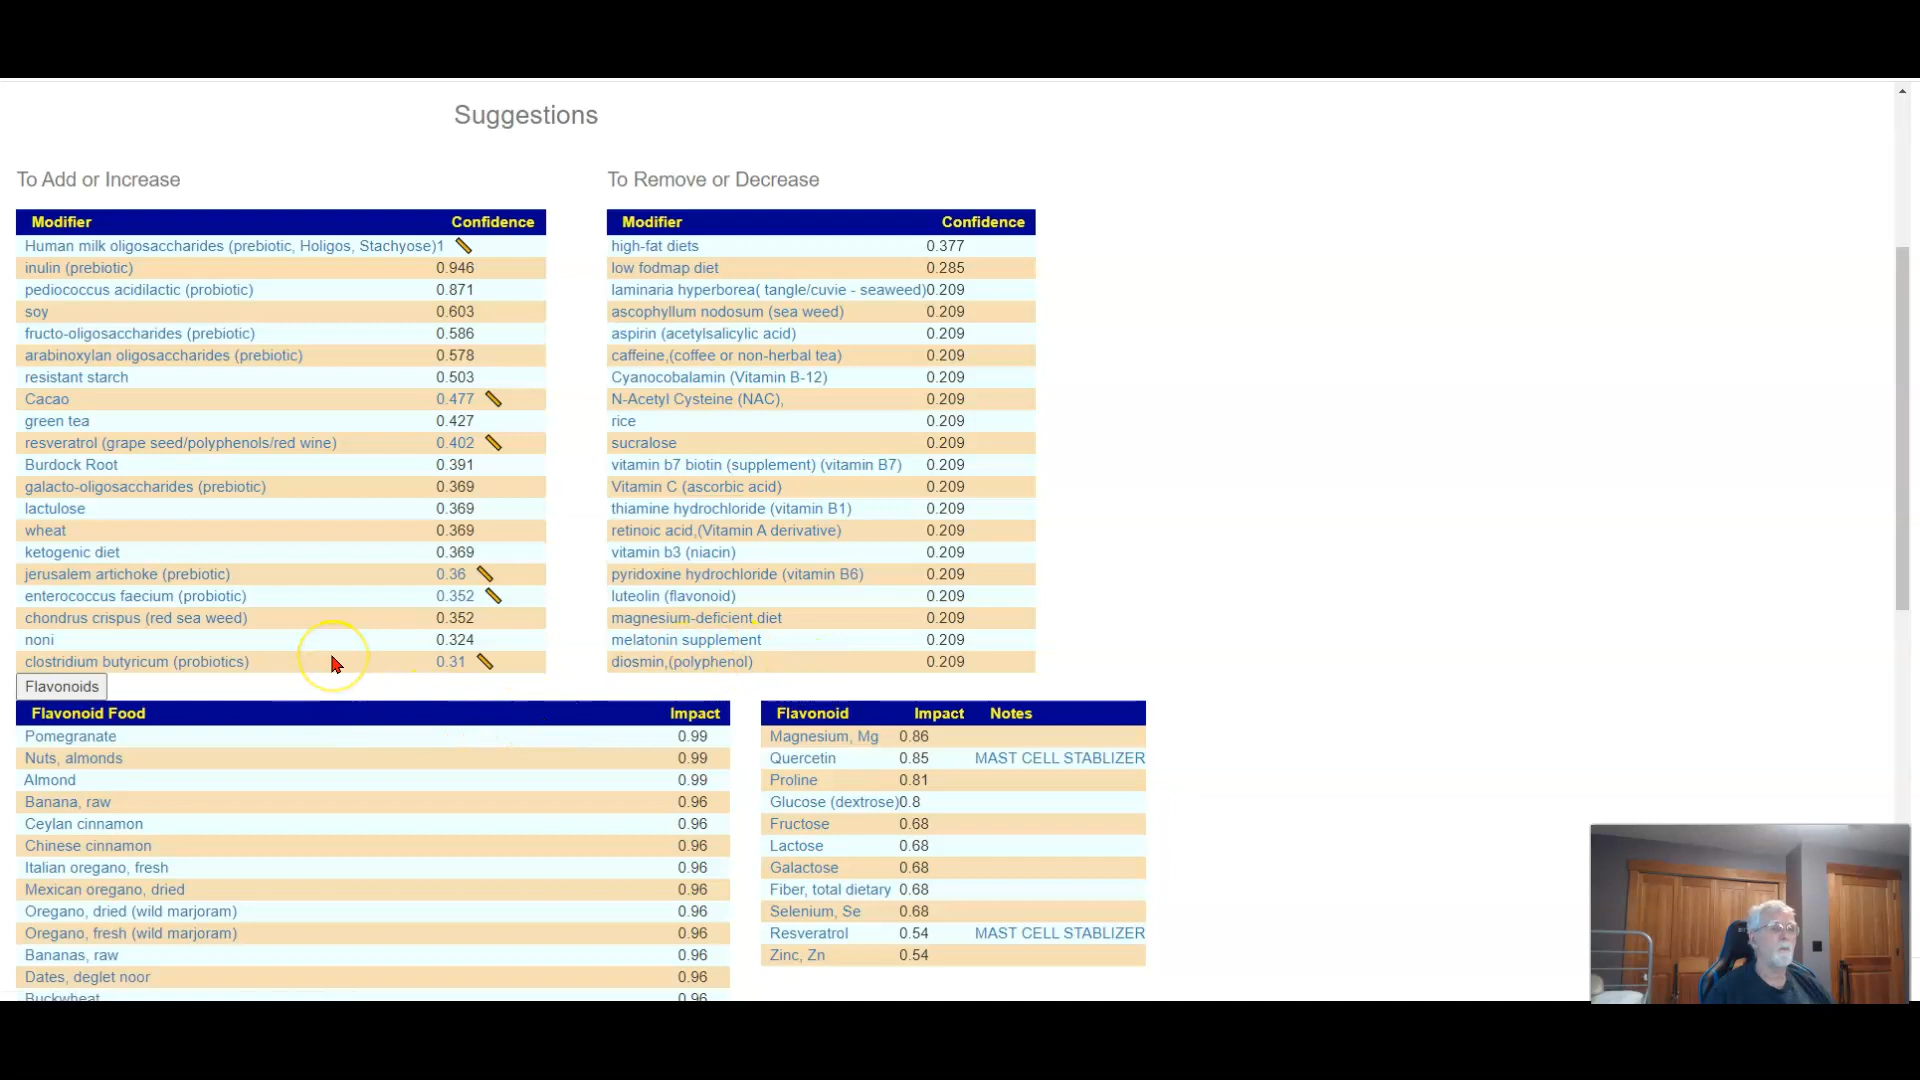 Suggestions
To Add or Increase
Modifier Confidence
Human milk oligosaccharides (prebiotic, Holigos, Stachyose)1
inulin (prebiotic) 0.946
pediococcus acidilactic (probiotic) 0.871
soy 0.603
fructo-oligosaccharides (prebiotic) 0.586
arabinoxylan oligosaccharides (prebiotic) 0.578
resistant starch 0.503
Cacao 0.477
green tea 0.427
resveratrol (grape seed/polyphenols/red wine) 0.402
Burdock Root 0.391
galacto-oligosaccharides (prebiotic) 0.369
lactulose 0.369
wheat 0.369
ketogenic diet 0.369
jerusalem artichoke (prebiotic) 0.36
enterococcus faecium (probiotic) 0.352
chondrus crispus (red sea weed) 0.352
noni 0.324
clostridium butyricum (probiotics) 0.31
To Remove or Decrease
Modifier Confidence
high-fat diets 0.377
low fodmap diet 0.285
laminaria hyperborea( tangle/cuvie - seaweed)0.209
ascophyllum nodosum (sea weed) 0.209
aspirin (acetylsalicylic acid) 0.209
caffeine,(coffee or non-herbal tea) 0.209
Cyanocobalamin (Vitamin B-12) 0.209
N-Acetyl Cysteine (NAC), 0.209
rice 0.209
sucralose 0.209
vitamin b7 biotin (supplement) (vitamin B7) 0.209
Vitamin C (ascorbic acid) 0.209
thiamine hydrochloride (vitamin B1) 0.209
retinoic acid,(Vitamin A derivative) 0.209
vitamin b3 (niacin) 0.209
pyridoxine hydrochloride (vitamin B6) 0.209
luteolin (flavonoid) 0.209
magnesium-deficient diet 0.209
melatonin supplement 0.209
diosmin,(polyphenol) 0.209
Flavonoids
Flavonoid Food Impact
Pomegranate 0.99
Nuts, almonds 0.99
Almond 0.99
Banana, raw 0.96
Ceylan cinnamon 0.96
Chinese cinnamon 0.96
Italian oregano, fresh 0.96
Mexican oregano, dried 0.96
Oregano, dried (wild marjoram) 0.96
Oregano, fresh (wild marjoram) 0.96
Bananas, raw 0.96
Dates, deglet noor 0.96
Buckwheat 0.96
Flavonoid Impact Notes
Magnesium, Mg 0.86
Quercetin 0.85 MAST CELL STABLIZER
Proline 0.81
Glucose (dextrose)0.8
Fructose 0.68
Lactose 0.68
Galactose 0.68
Fiber, total dietary 0.68
Selenium, Se 0.68
Resveratrol 0.54 MAST CELL STABLIZER
Zinc, Zn 0.54